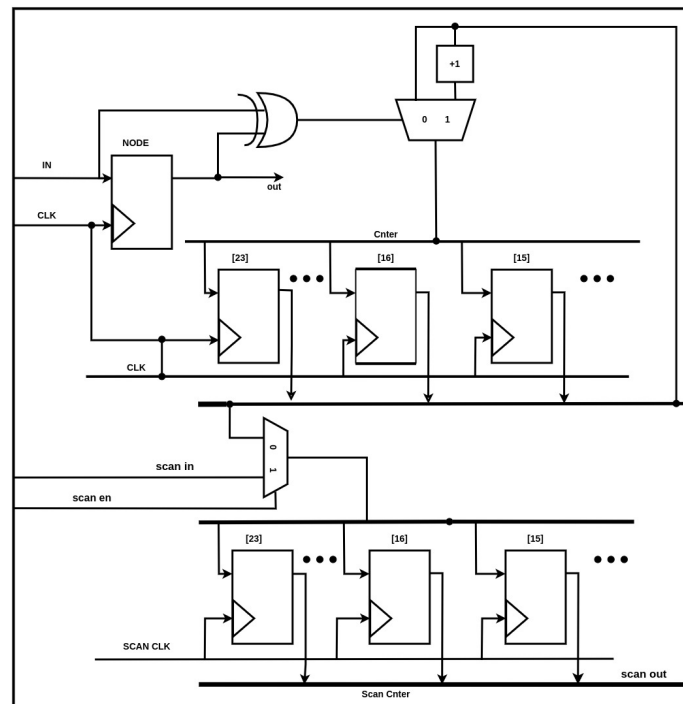 +1
0 1
NODE
IN
out
CLK
Cnter
[23]
[16]
[15]
CLK
0
1
scan in
scan en
[23]
[16]
[15]
SCAN CLK
scan out
Scan Cnter